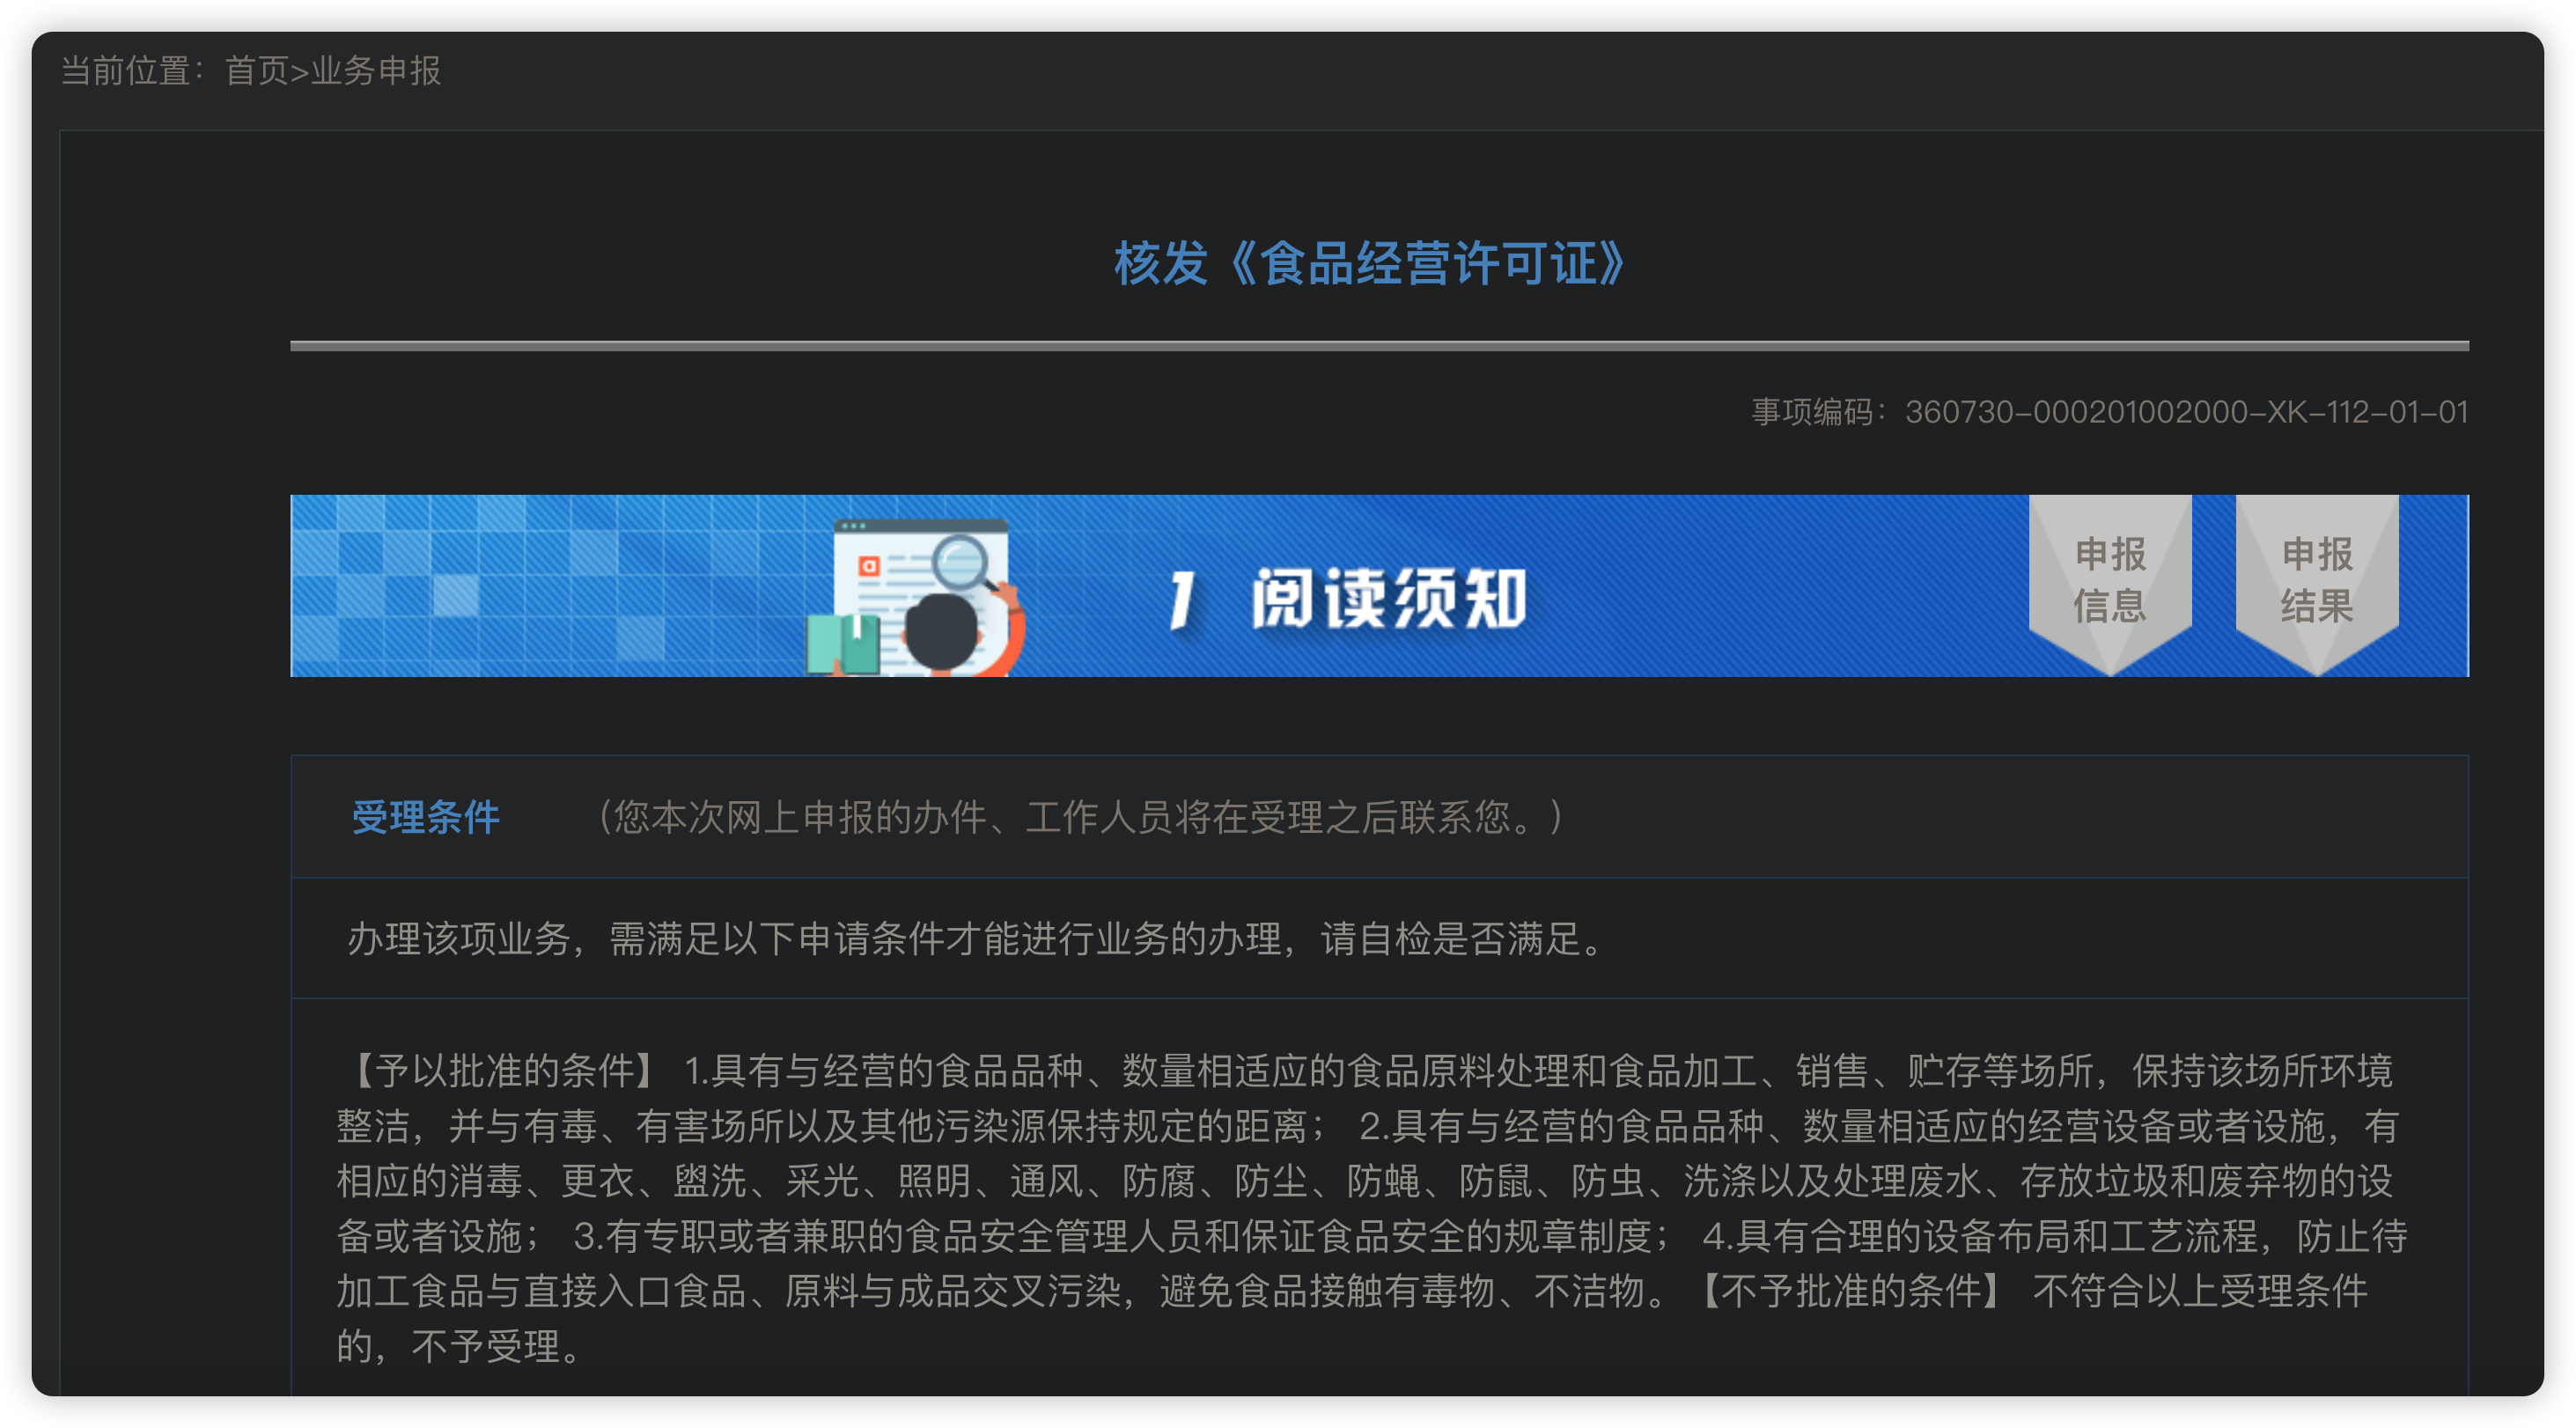 当前位置：首页>业务申报
核发《食品经营许可证》
事项编码：360730-000201002000-XK-112-01-01
a
1 阅读须知
申报
信息
申报
结果
受理条件 （您本次网上申报的办件、工作人员将在受理之后联系您。）
办理该项业务，需满足以下申请条件才能进行业务的办理，请自检是否满足。
【予以批准的条件】 1.具有与经营的食品品种、数量相适应的食品原料处理和食品加工、销售、贮存等场所，保持该场所环境
整洁，并与有毒、有害场所以及其他污染源保持规定的距离； 2.具有与经营的食品品种、数量相适应的经营设备或者设施，有
相应的消毒、更衣、盥洗、采光、照明、通风、防腐、防尘、防蝇、防鼠、防虫、洗涤以及处理废水、存放垃圾和废弃物的设
备或者设施； 3.有专职或者兼职的食品安全管理人员和保证食品安全的规章制度； 4.具有合理的设备布局和工艺流程，防止待
加工食品与直接入口食品、原料与成品交叉污染，避免食品接触有毒物、不洁物。【不予批准的条件】 不符合以上受理条件
的，不予受理。